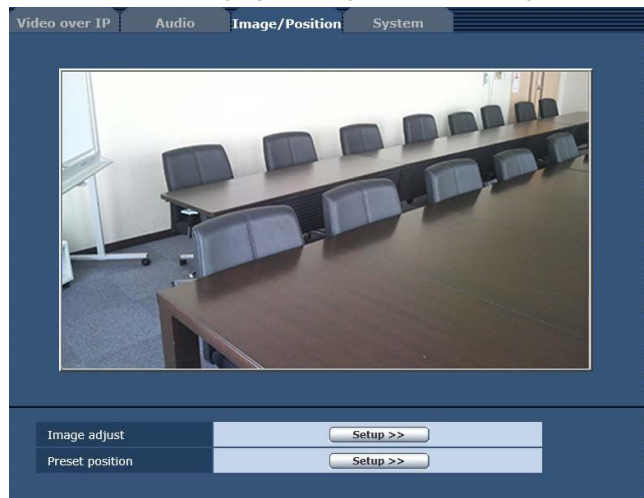 Video over IP Audio Image/Position System
Image adjust Setup >>
Preset position Setup >>